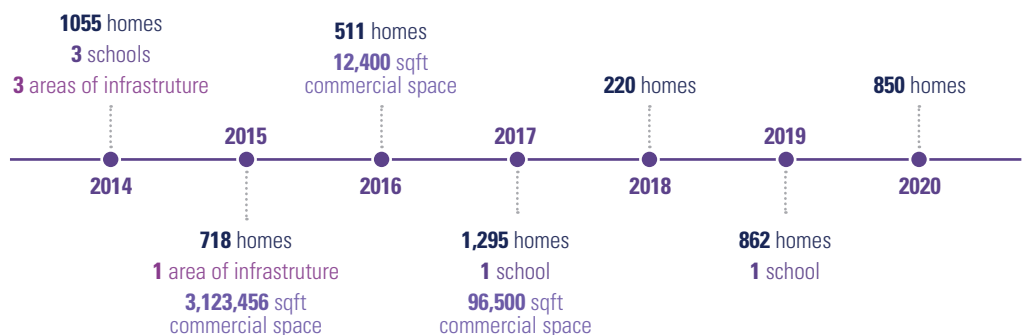 1055 homes
3 schools
3 areas of infrastruture
511 homes
12,400 sqft
commercial space
220 homes
850 homes
2015
2017
2019
2014
2016
2018
2020
718 homes
1 area of infrastruture
3,123,456 sqft
commercial space
1,295 homes
1 school
96,500 sqft
commercial space
862 homes
1 school